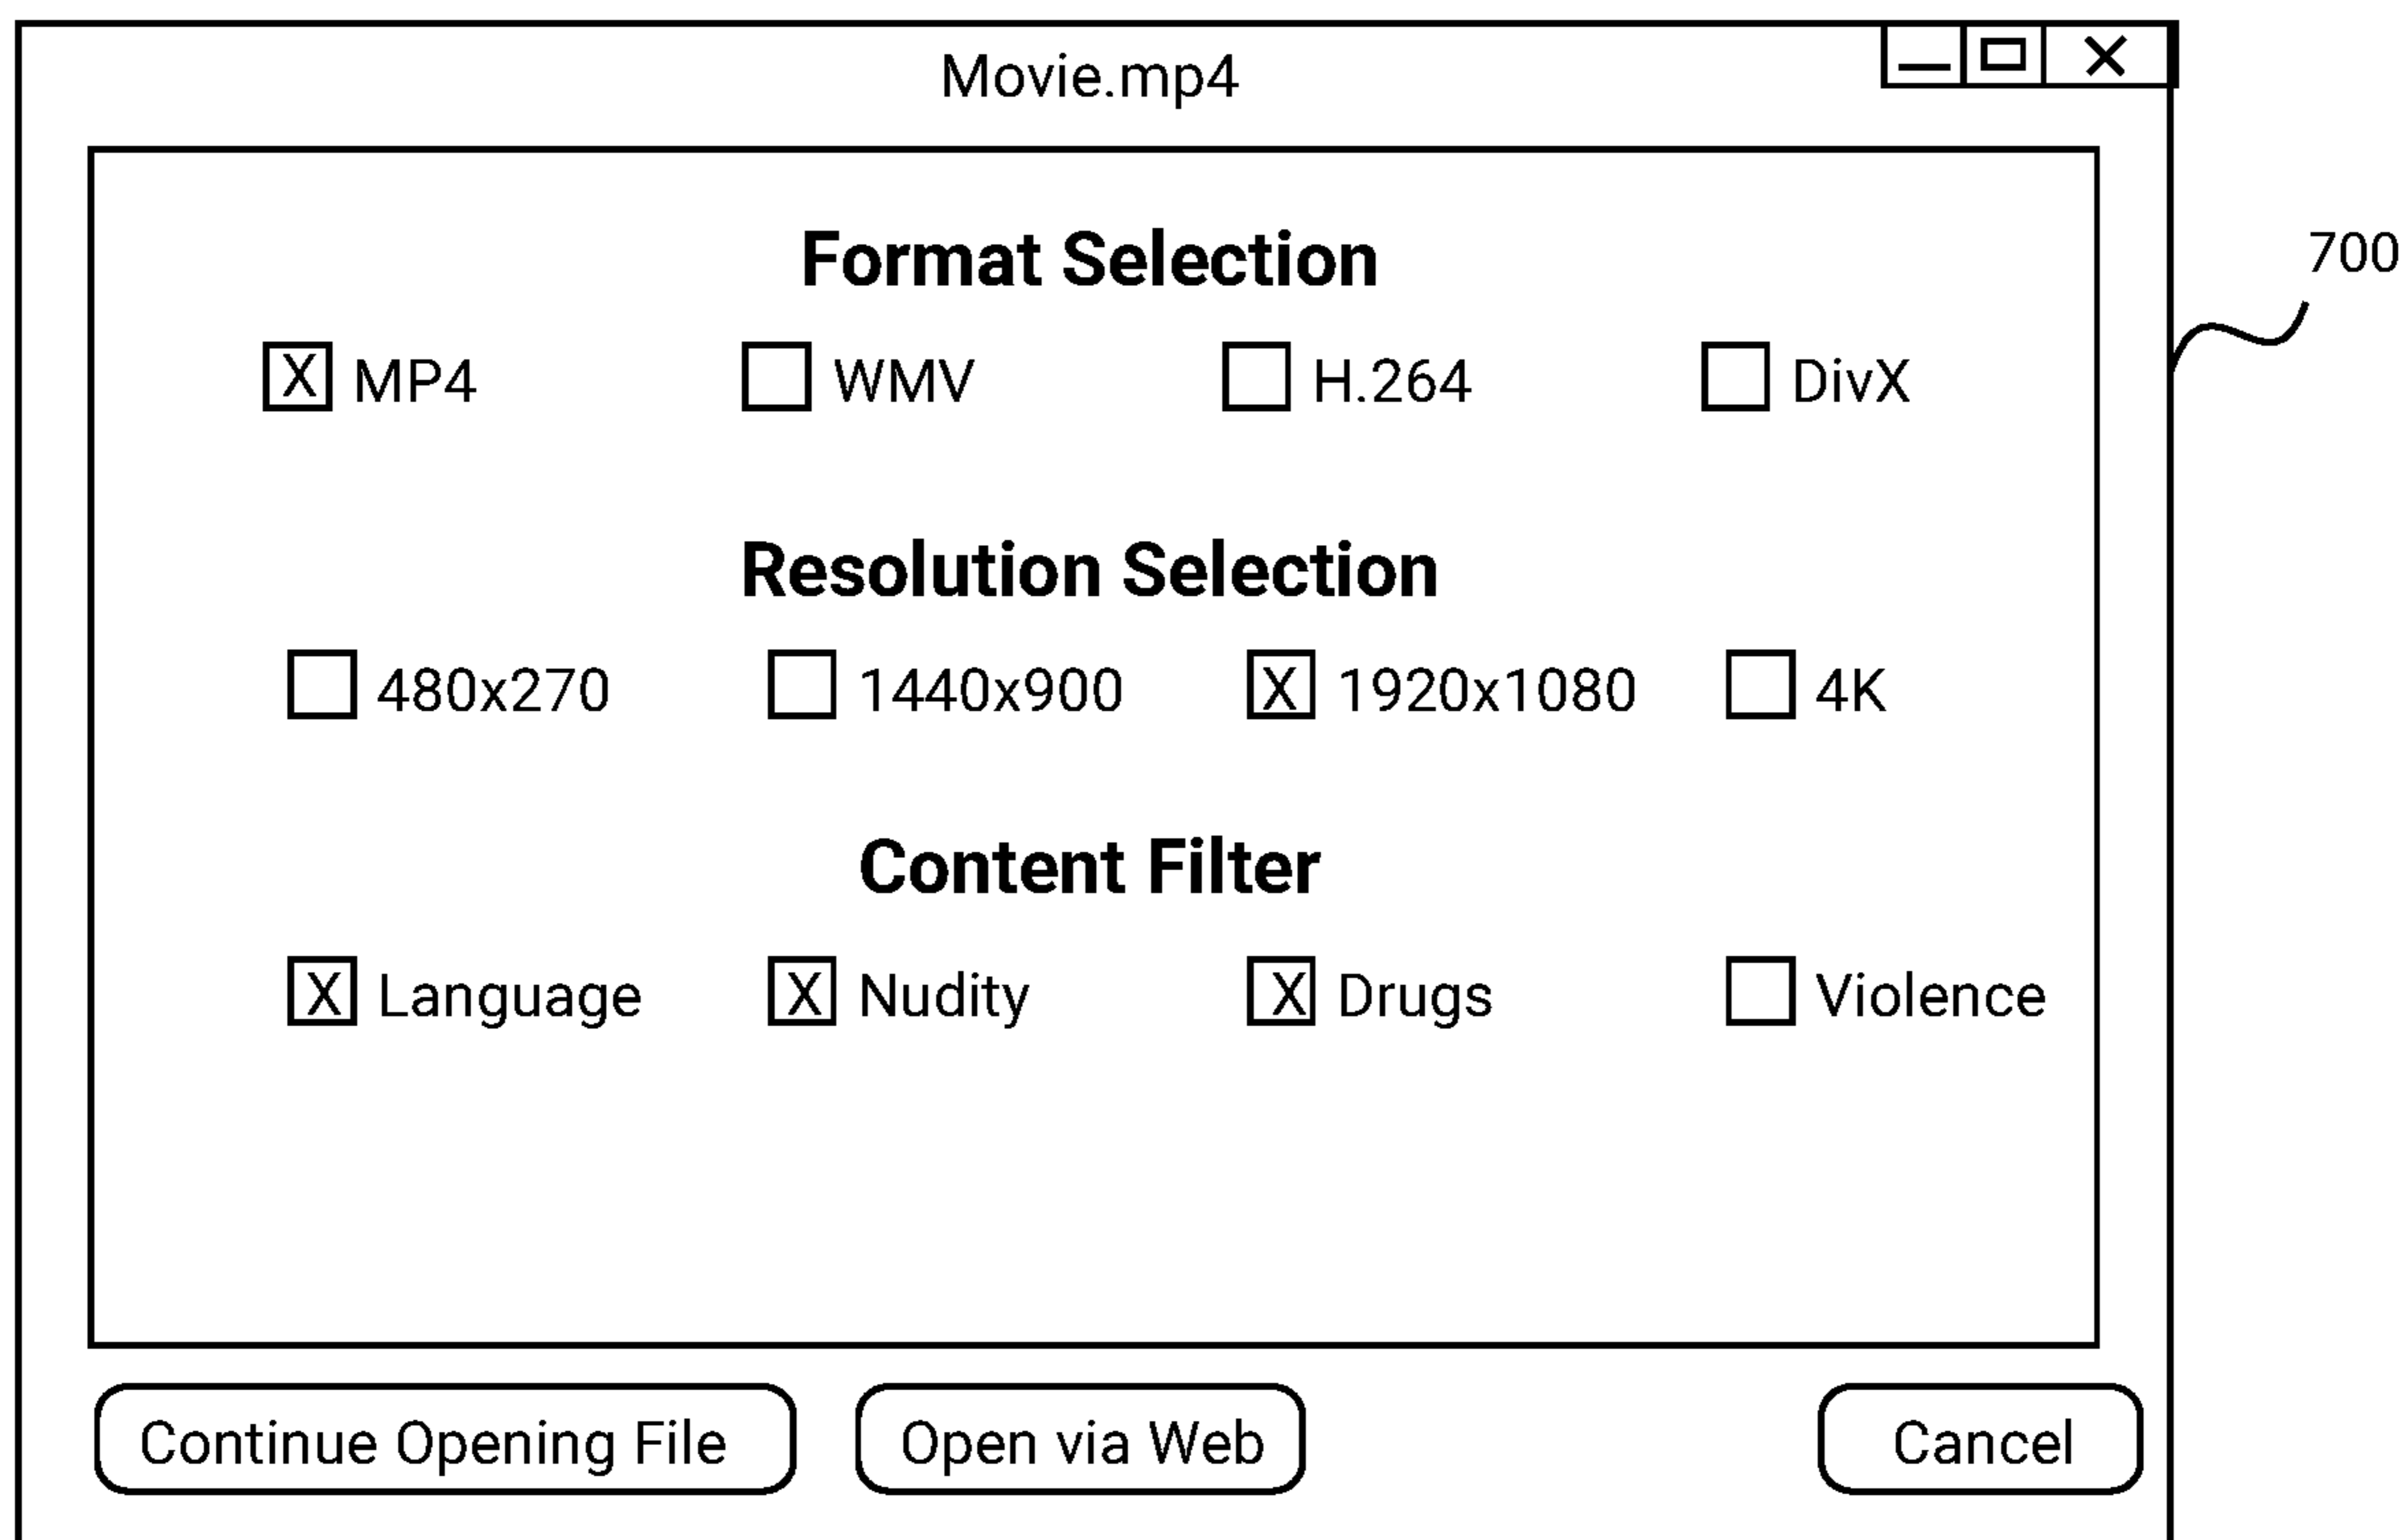 Movie.mp4
700
Format Selection
X MP4 WMV H.264 DivX
Resolution Selection
480x270 1440x900 X 1920x1080 4K
Content Filter
X Language X Nudity X Drugs Violence
Continue Opening File Open via Web Cancel